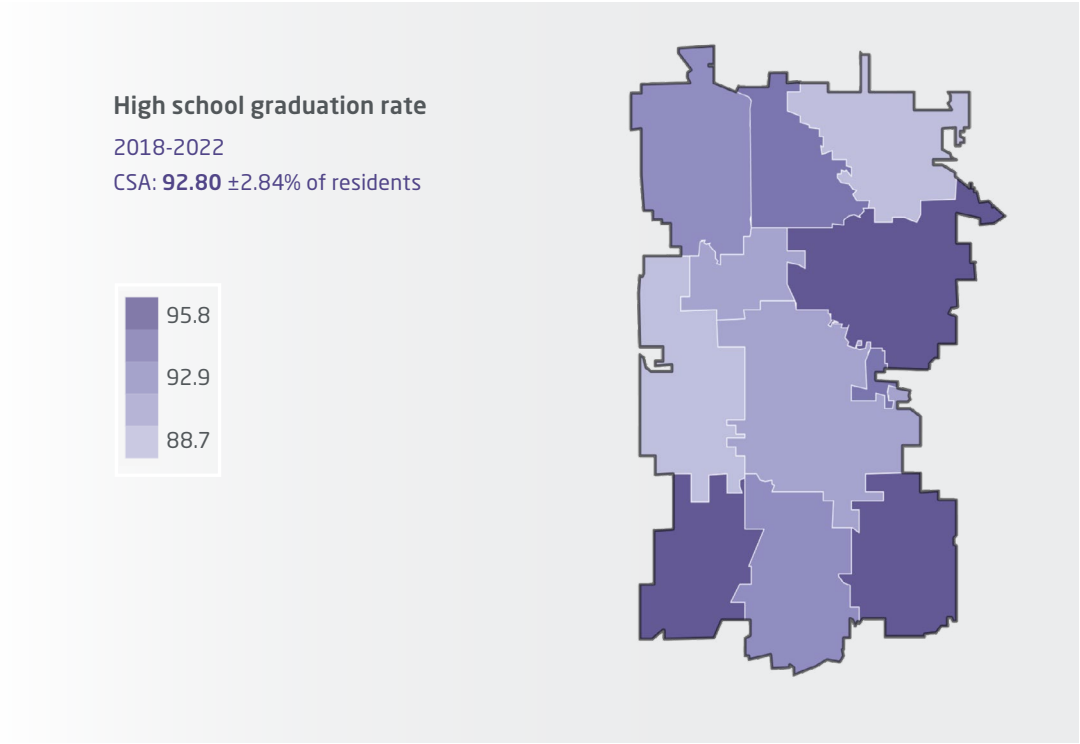 High school graduation rate
2018-2022
CSA: 92.80 ±2.84% of residents
95.8
92.9
88.7